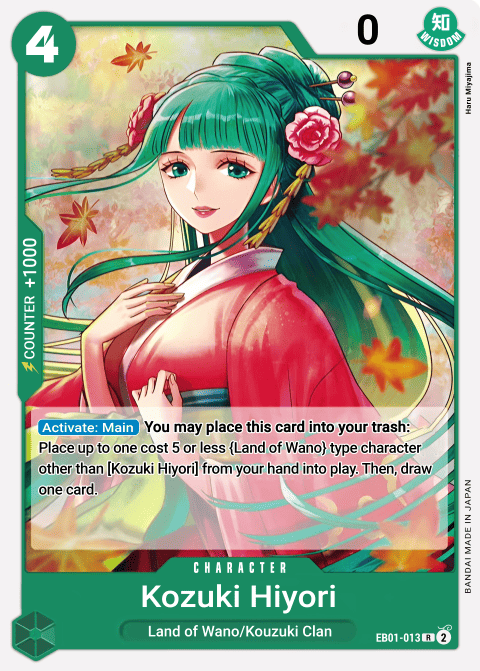 4
0
知
WISDOM
Haru Miyajima
COUNTER +1000
Activate: Main You may place this card into your trash:
Place up to one cost 5 or less {Land of Wano} type character
other than [Kozuki Hiyori] from your hand into play. Then, draw
one card.
BANDAI MADE IN JAPAN
CHARACTER
Kozuki Hiyori
Land of Wano/Kouzuki Clan
EB01-013 R 2